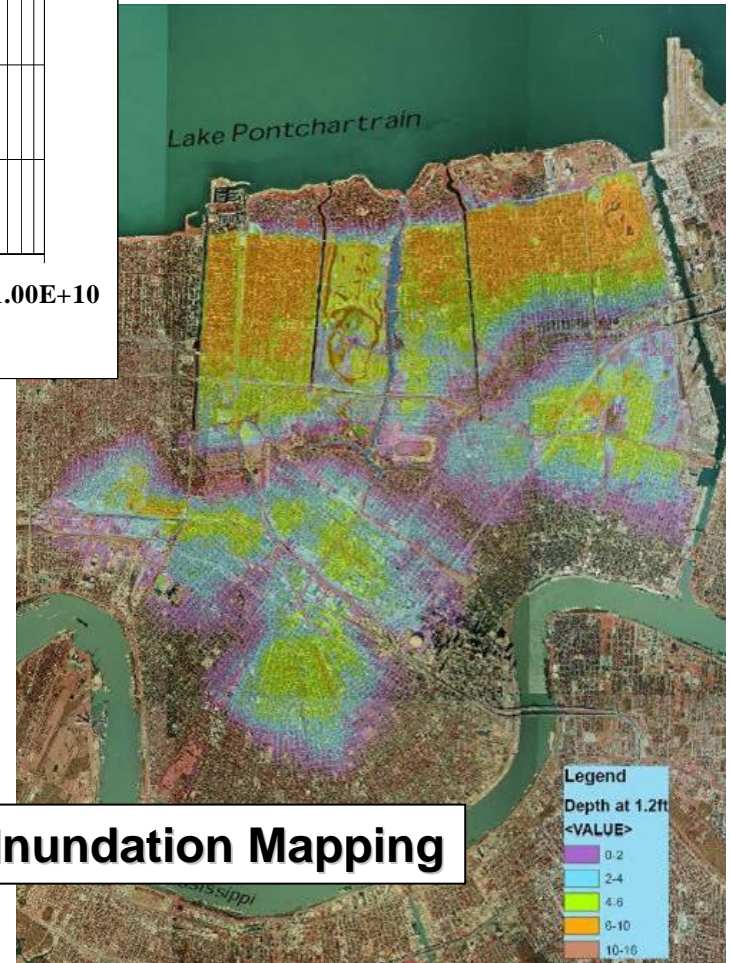 .00E+10
Lake Pontchartrain
Inundation Mapping
ssissippi
Legend
Depth at 1.2ft
<VALUE>
0-2
2-4
4-6
6-10
10-16